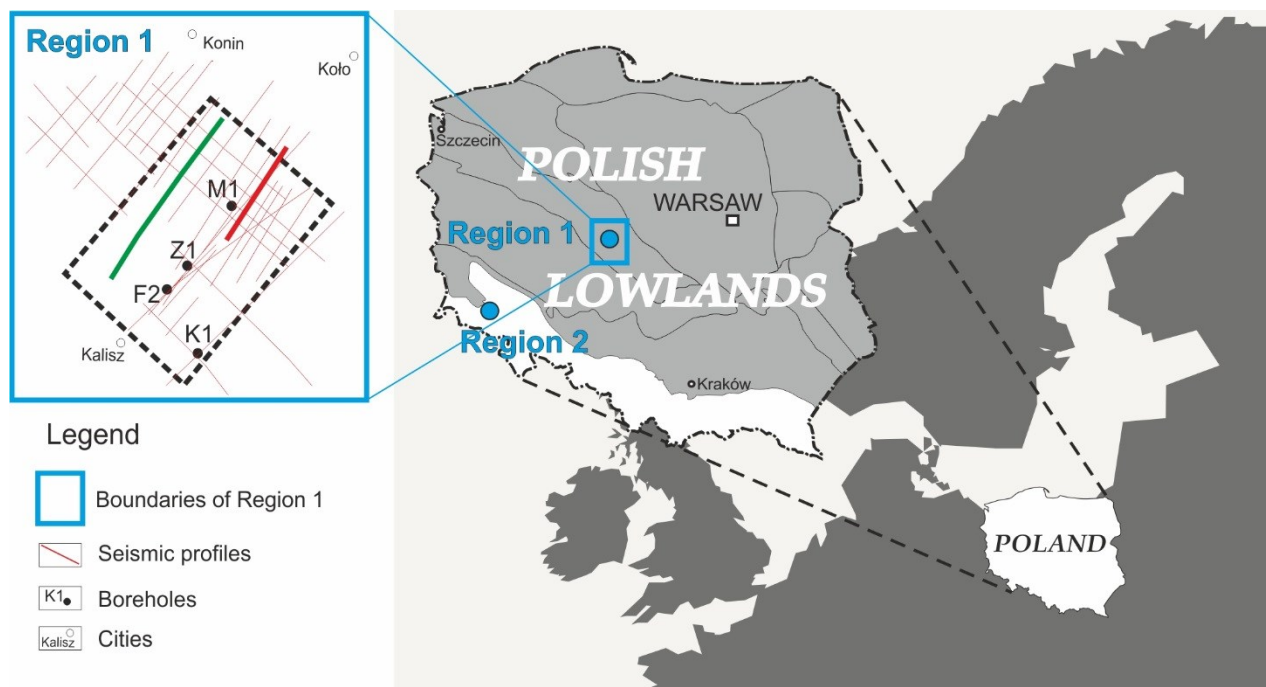 Region 1
Konin
Koło
M1
Z1
F2
K1
Kalisz
Szczecin
POLISH
WARSAW
Region 1
LOWLANDS
Region 2
Kraków
POLAND
Legend
Boundaries of Region 1
Seismic profiles
K1
Boreholes
Kalisz
Cities